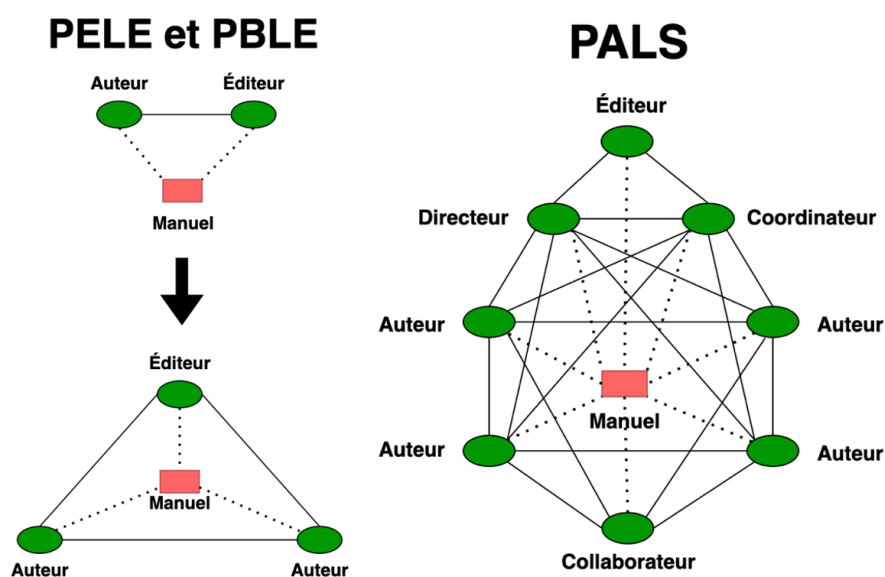 PELE et PBLE
Auteur
Éditeur
Manuel
Éditeur
Manuel
Auteur
Auteur
PALS
Éditeur
Directeur
Coordinateur
Auteur
Auteur
Manuel
Auteur
Auteur
Collaborateur